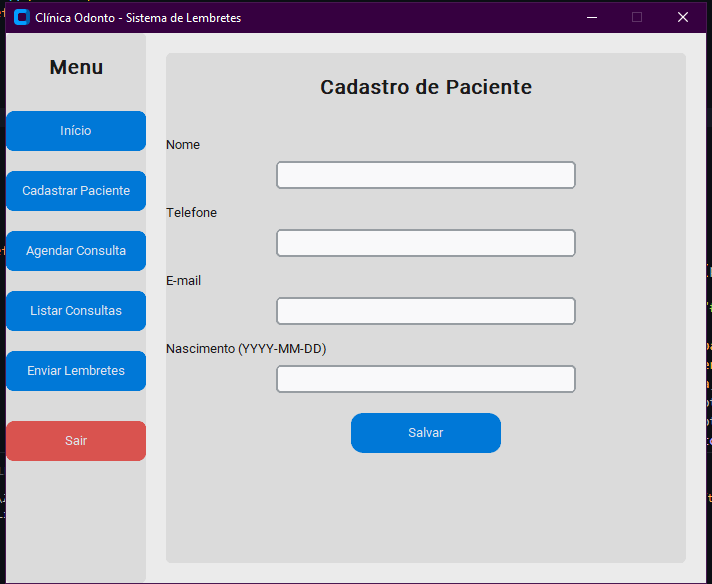 Clínica Odonto - Sistema de Lembretes
Menu
Início
Cadastrar Paciente
Agendar Consulta
Listar Consultas
Enviar Lembretes
Sair
Cadastro de Paciente
Nome
Telefone
E-mail
Nascimento (YYYY-MM-DD)
Salvar